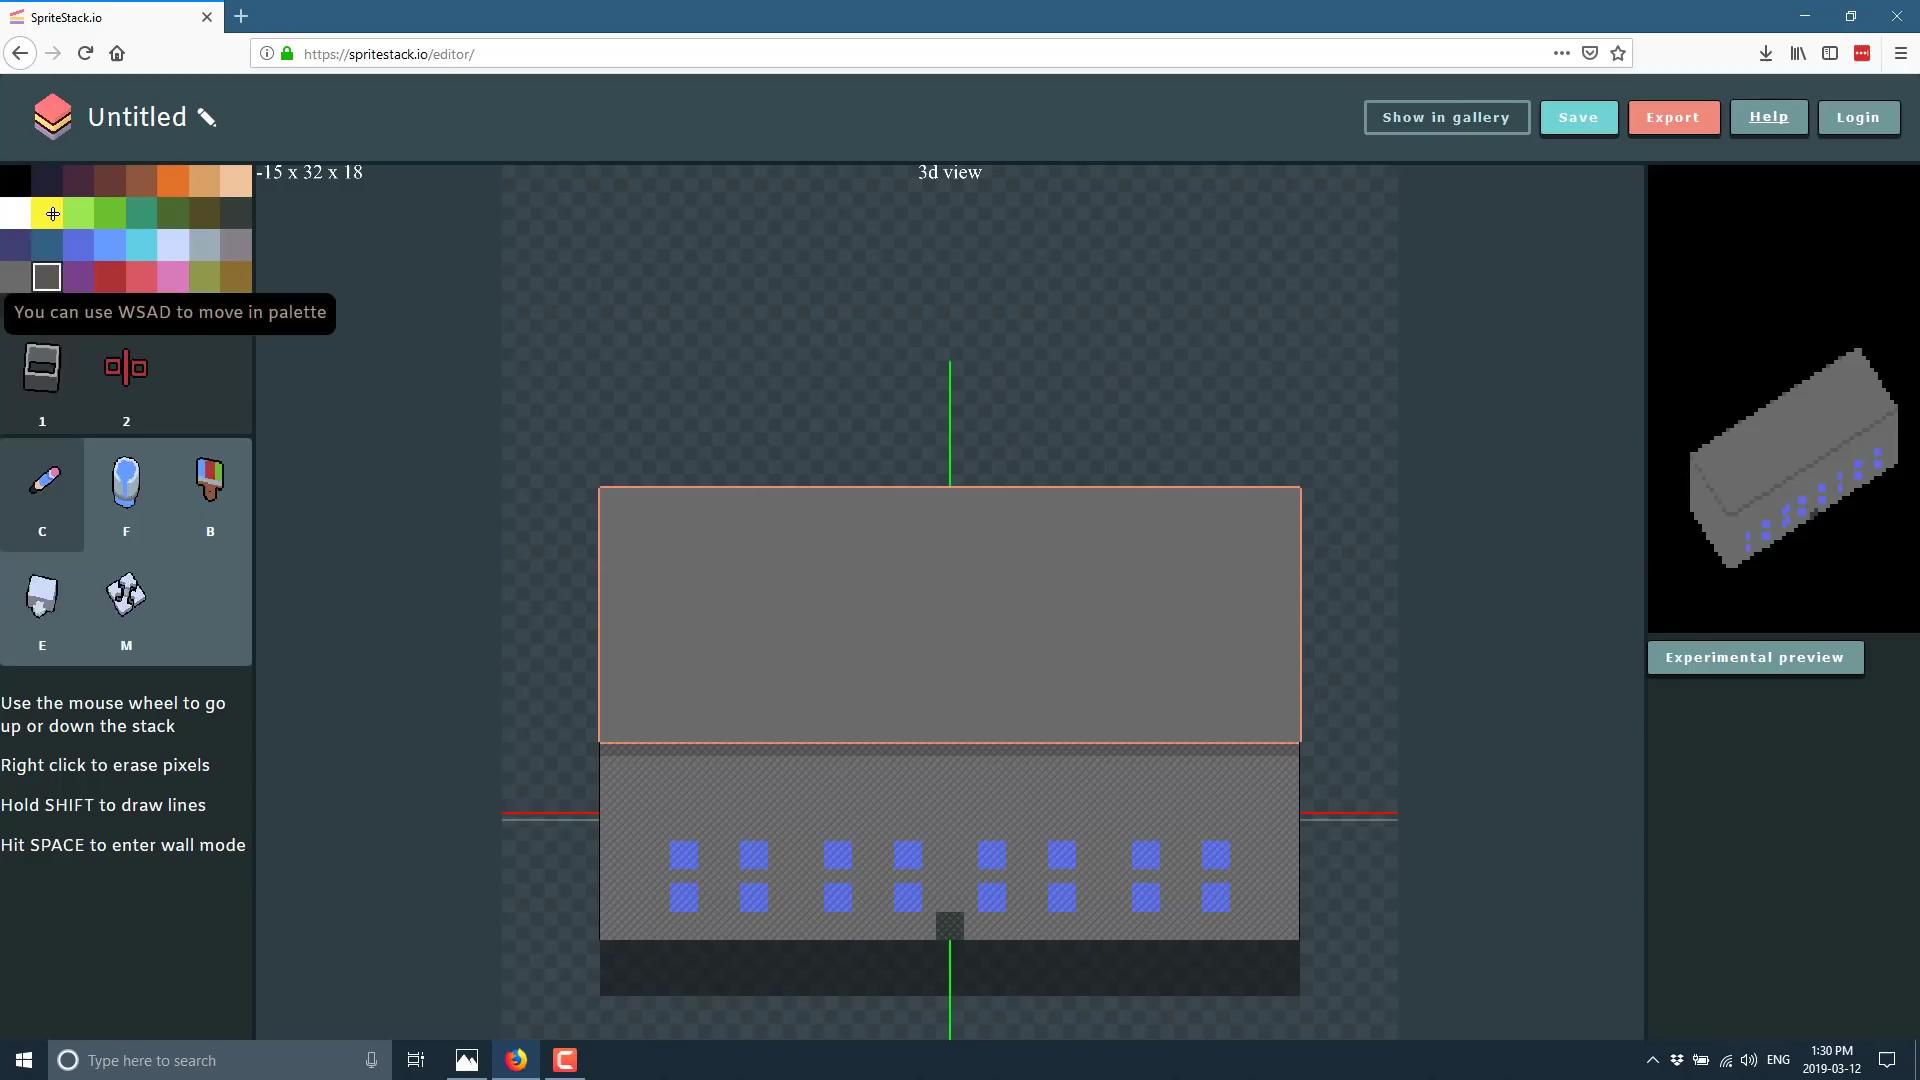 SpriteStack.io
https://spritestack.io/editor/
Untitled
Show in gallery
Save
Export
Help
Login
-15 x 32 x 18
3d view
You can use WSAD to move in palette
1
2
C
F
B
E
M
Experimental preview
Use the mouse wheel to go
up or down the stack
Right click to erase pixels
Hold SHIFT to draw lines
Hit SPACE to enter wall mode
Type here to search
ENG
1:30 PM
2019-03-12